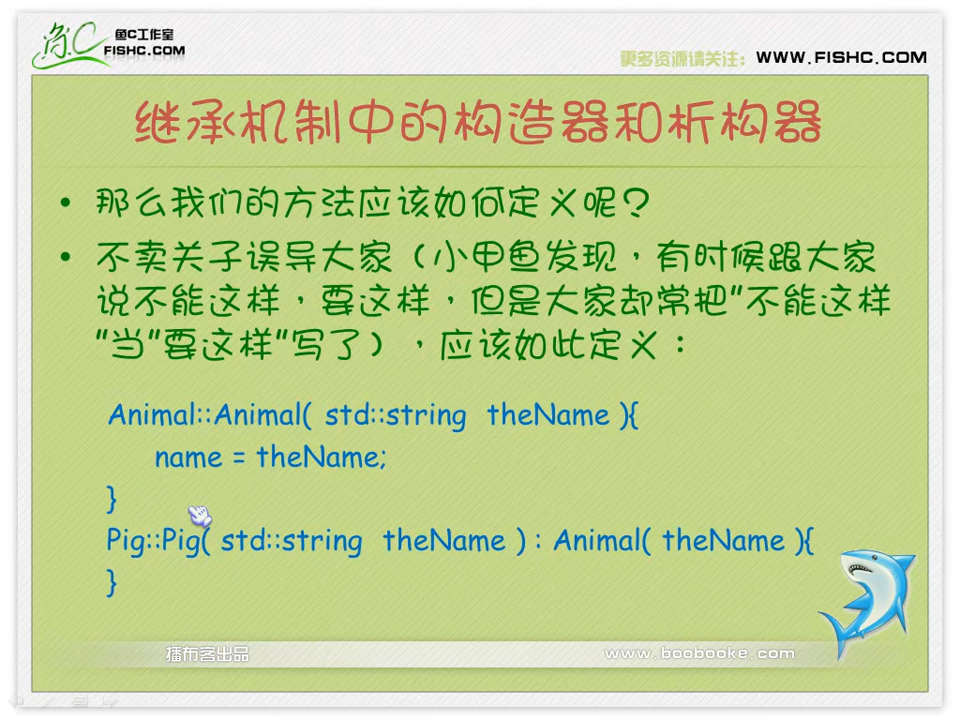 鱼C工作室
FISHC.COM
更多资源请关注：WWW.FISHC.COM
继承机制中的构造器和析构器
• 那么我们的方法应该如何定义呢？
• 不卖关子误导大家（小甲鱼发现，有时候跟大家
说不能这样，要这样，但是大家却常把"不能这样
"当"要这样"写了），应该如此定义：
Animal::Animal( std::string theName ){
name = theName;
}
Pig::Pig( std::string theName ) : Animal( theName ){
}
播布客出品
www.boobooke.com